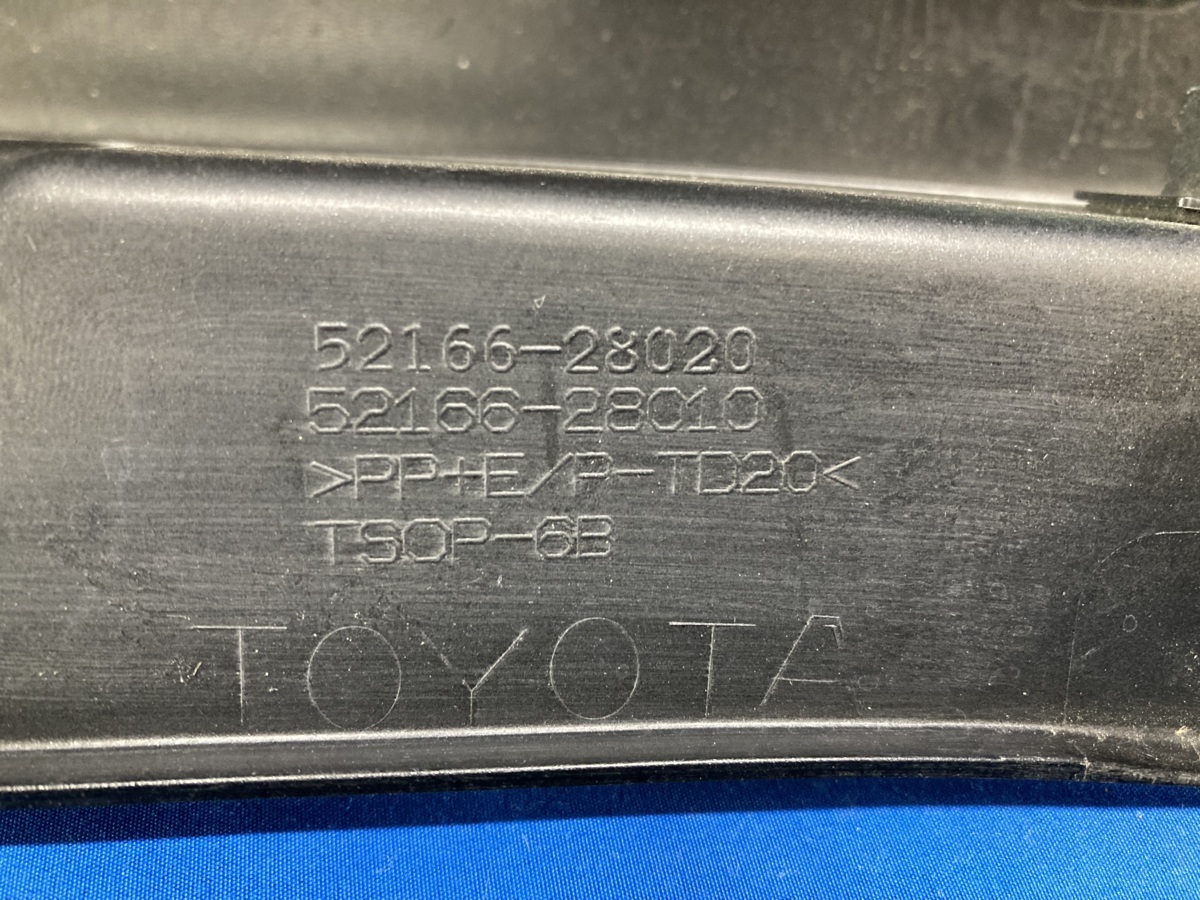 52166-28020
52166-28010
>PP+E/P-TD20<
TSOP-6B
TOYOTA